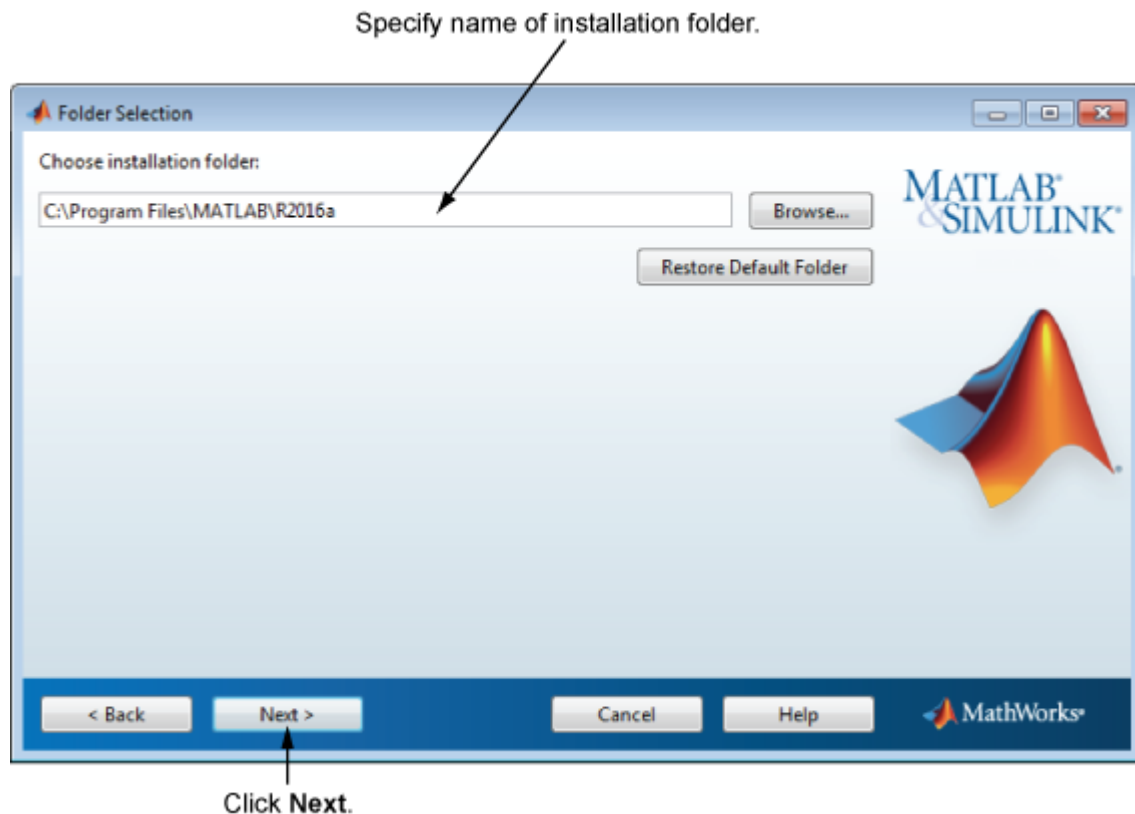 Specify name of installation folder.
Folder Selection
Choose installation folder:
C:\Program Files\MATLAB\R2016a
Browse...
MATLAB®
&SIMULINK®
Restore Default Folder
< Back
Next >
Cancel
Help
MathWorks®
Click Next.